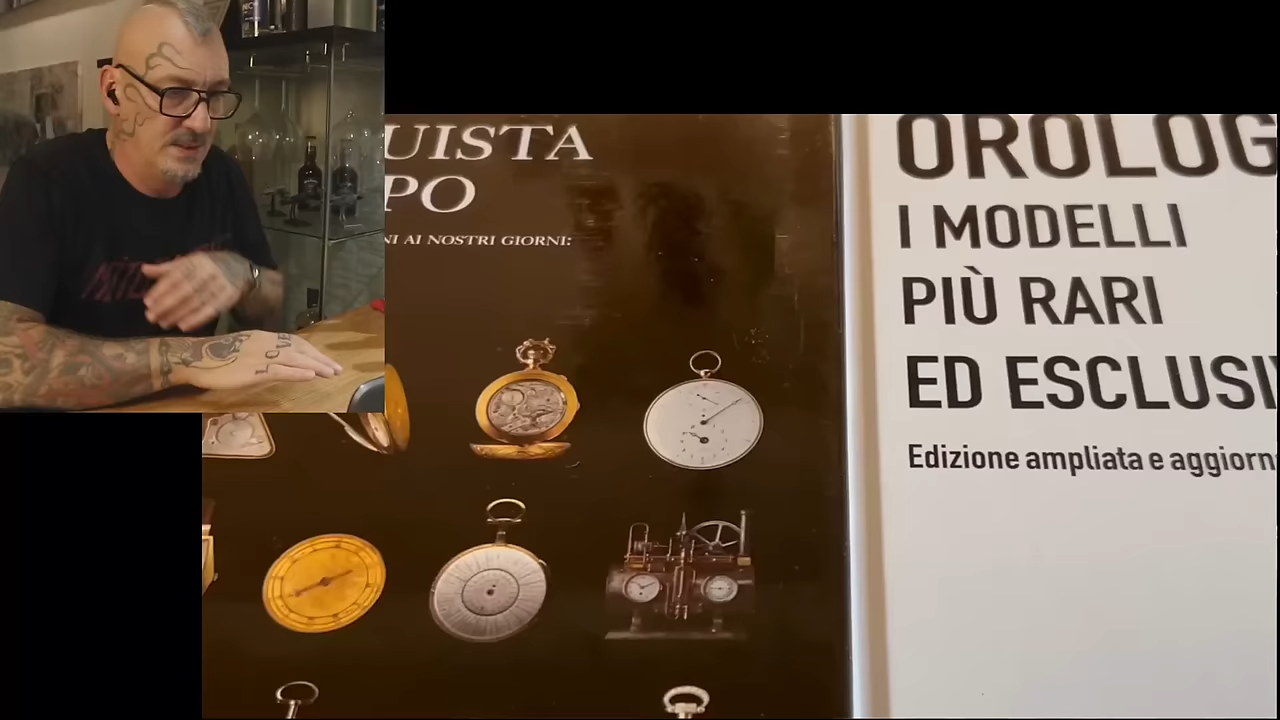 UISTA
PO
NI AI NOSTRI GIORNI:
OROLOG
I MODELLI
PIÙ RARI
ED ESCLUSI
Edizione ampliata e aggiorn